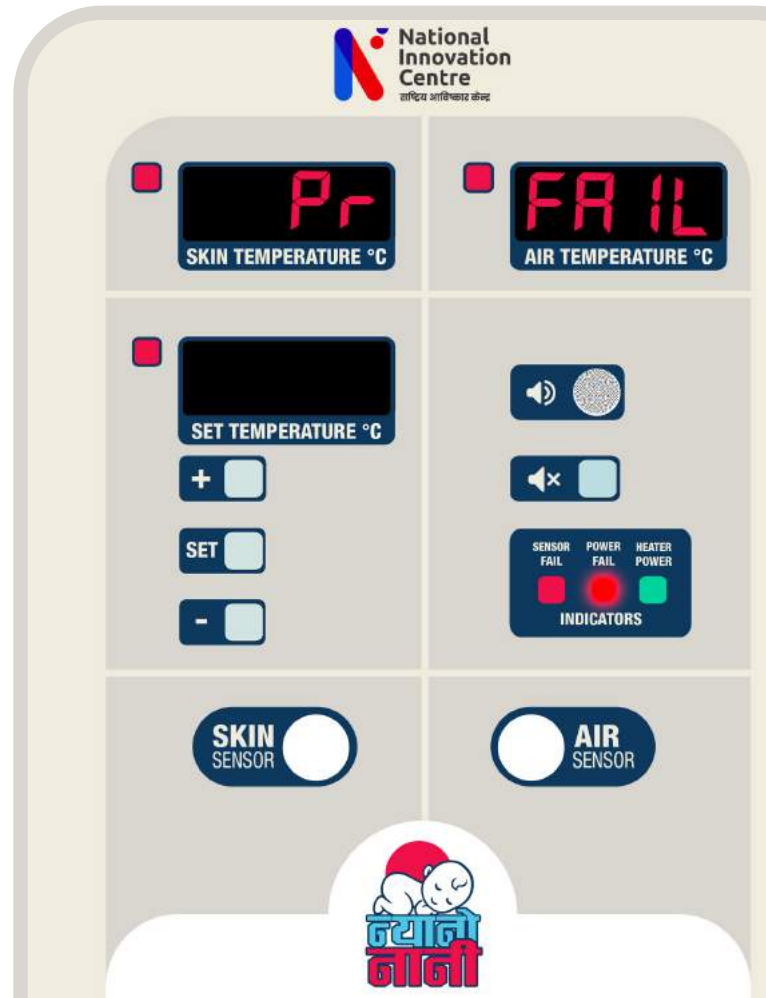 National
Innovation
Centre
राष्ट्रिय आविष्कार केन्द्र
Pr
FAIL
SKIN TEMPERATURE °C
AIR TEMPERATURE °C
SET TEMPERATURE °C
+
SET
-
SENSOR FAIL
POWER FAIL
HEATER POWER
INDICATORS
SKIN SENSOR
AIR SENSOR
न्यानो
नानी